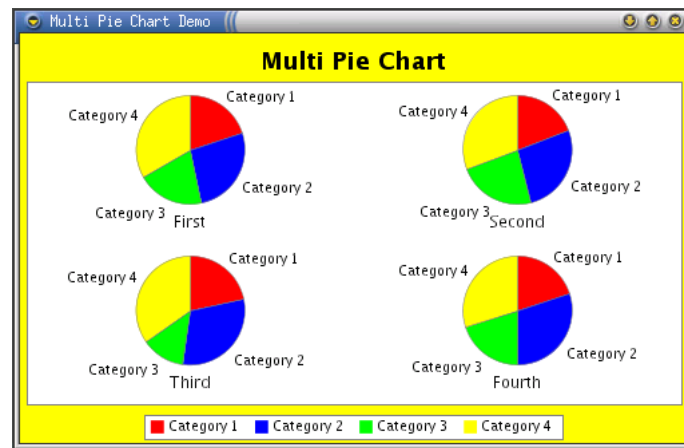 Multi Pie Chart Demo
Multi Pie Chart
Category 1
Category 4
Category 2
Category 3
First
Category 1
Category 4
Category 2
Category 3
Second
Category 1
Category 4
Category 2
Category 3
Third
Category 1
Category 4
Category 2
Category 3
Fourth
Category 1 Category 2 Category 3 Category 4